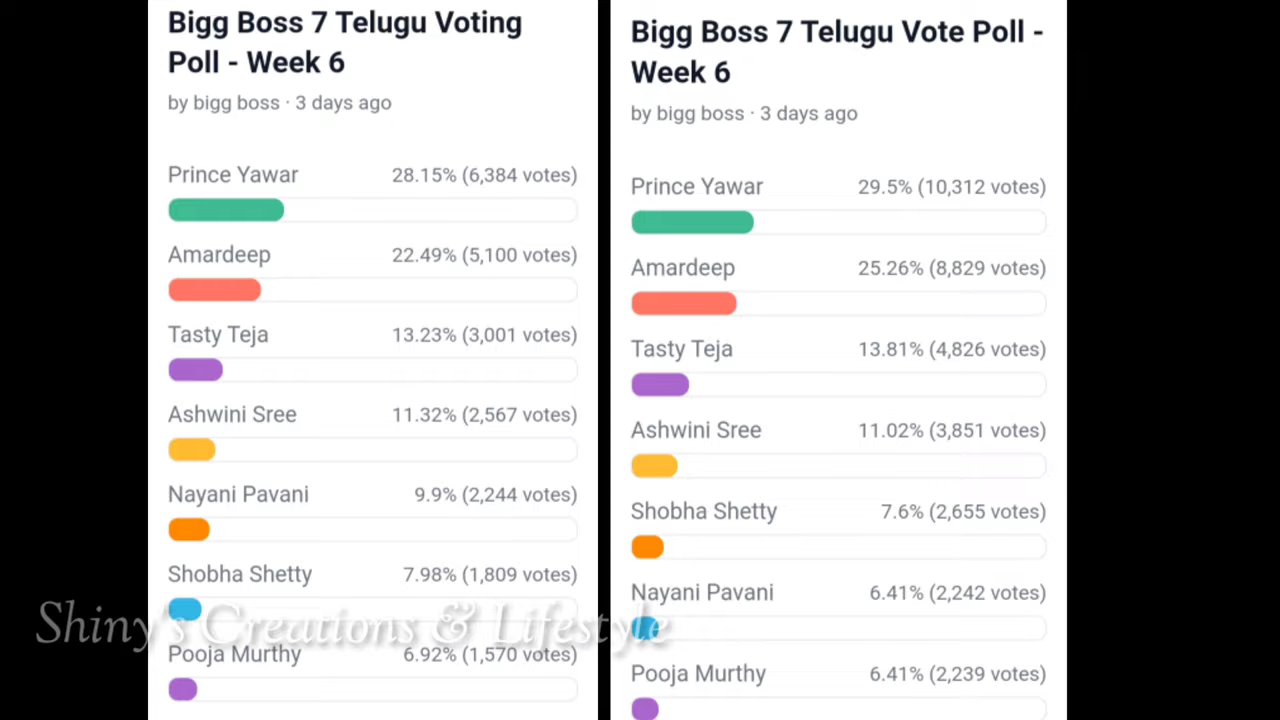 Bigg Boss 7 Telugu Voting
Poll - Week 6
by bigg boss · 3 days ago
Prince Yawar 28.15% (6,384 votes)
Amardeep 22.49% (5,100 votes)
Tasty Teja 13.23% (3,001 votes)
Ashwini Sree 11.32% (2,567 votes)
Nayani Pavani 9.9% (2,244 votes)
Shobha Shetty 7.98% (1,809 votes)
Pooja Murthy 6.92% (1,570 votes)
Bigg Boss 7 Telugu Vote Poll -
Week 6
by bigg boss · 3 days ago
Prince Yawar 29.5% (10,312 votes)
Amardeep 25.26% (8,829 votes)
Tasty Teja 13.81% (4,826 votes)
Ashwini Sree 11.02% (3,851 votes)
Shobha Shetty 7.6% (2,655 votes)
Nayani Pavani 6.41% (2,242 votes)
Pooja Murthy 6.41% (2,239 votes)
Shiny's Creations & Lifestyle